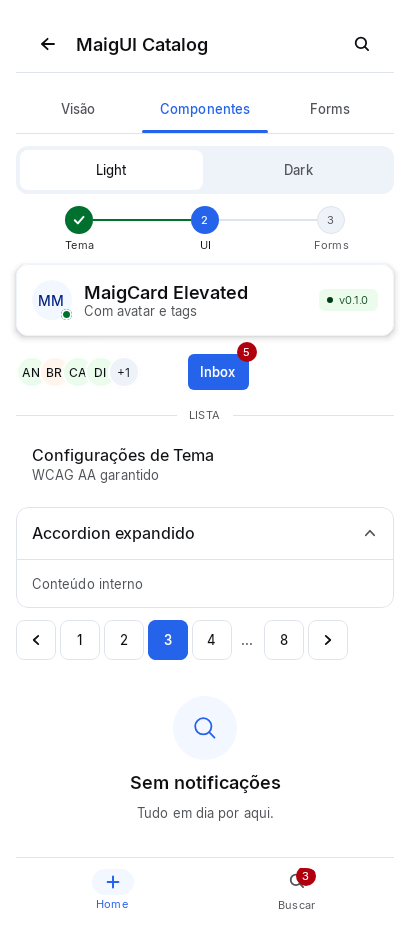 MaigUI Catalog
Visão Componentes Forms
Light Dark
2 3
Tema UI Forms
MM MaigCard Elevated
Com avatar e tags
v0.1.0
AN BR CA DI +1
Inbox 5
LISTA
Configurações de Tema
WCAG AA garantido
Accordion expandido
Conteúdo interno
1 2 3 4 ... 8
Sem notificações
Tudo em dia por aqui.
3
Home Buscar